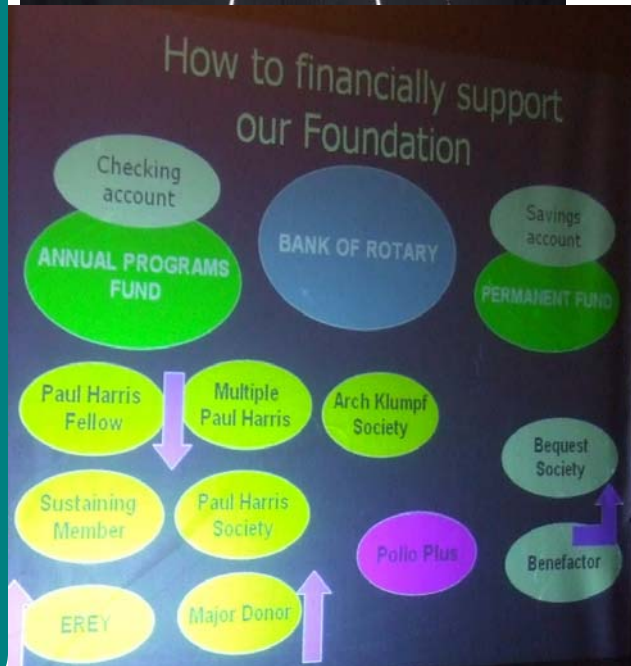 How to financially support
our Foundation
Checking
account
ANNUAL PROGRAMS
FUND
BANK OF ROTARY
Savings
account
PERMANENT FUND
Paul Harris
Fellow
Multiple
Paul Harris
Arch Klumpf
Society
Bequest
Society
Sustaining
Member
Paul Harris
Society
Polio Plus
Benefactor
EREY
Major Donor